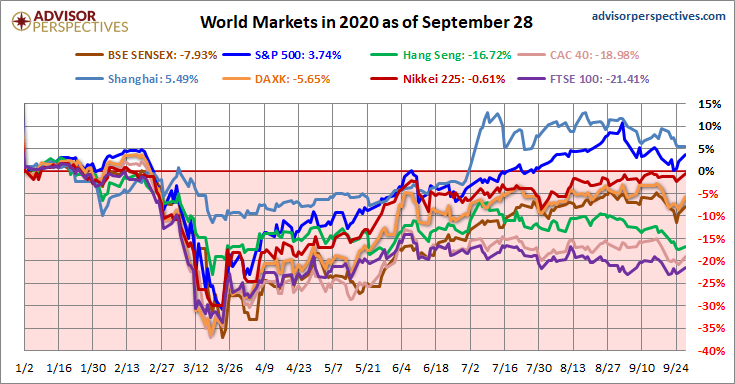 ADVISOR
PERSPECTIVES
World Markets in 2020 as of September 28
advisorperspectives.com
BSE SENSEX: -7.93% S&P 500: 3.74% Hang Seng: -16.72% CAC 40: -18.98%
Shanghai: 5.49% DAXK: -5.65% Nikkei 225: -0.61% FTSE 100: -21.41%
15%
10%
5%
0%
-5%
-10%
-15%
-20%
-25%
-30%
-35%
-40%
1/2 1/16 1/30 2/13 2/27 3/12 3/26 4/9 4/23 5/7 5/21 6/4 6/18 7/2 7/16 7/30 8/13 8/27 9/10 9/24